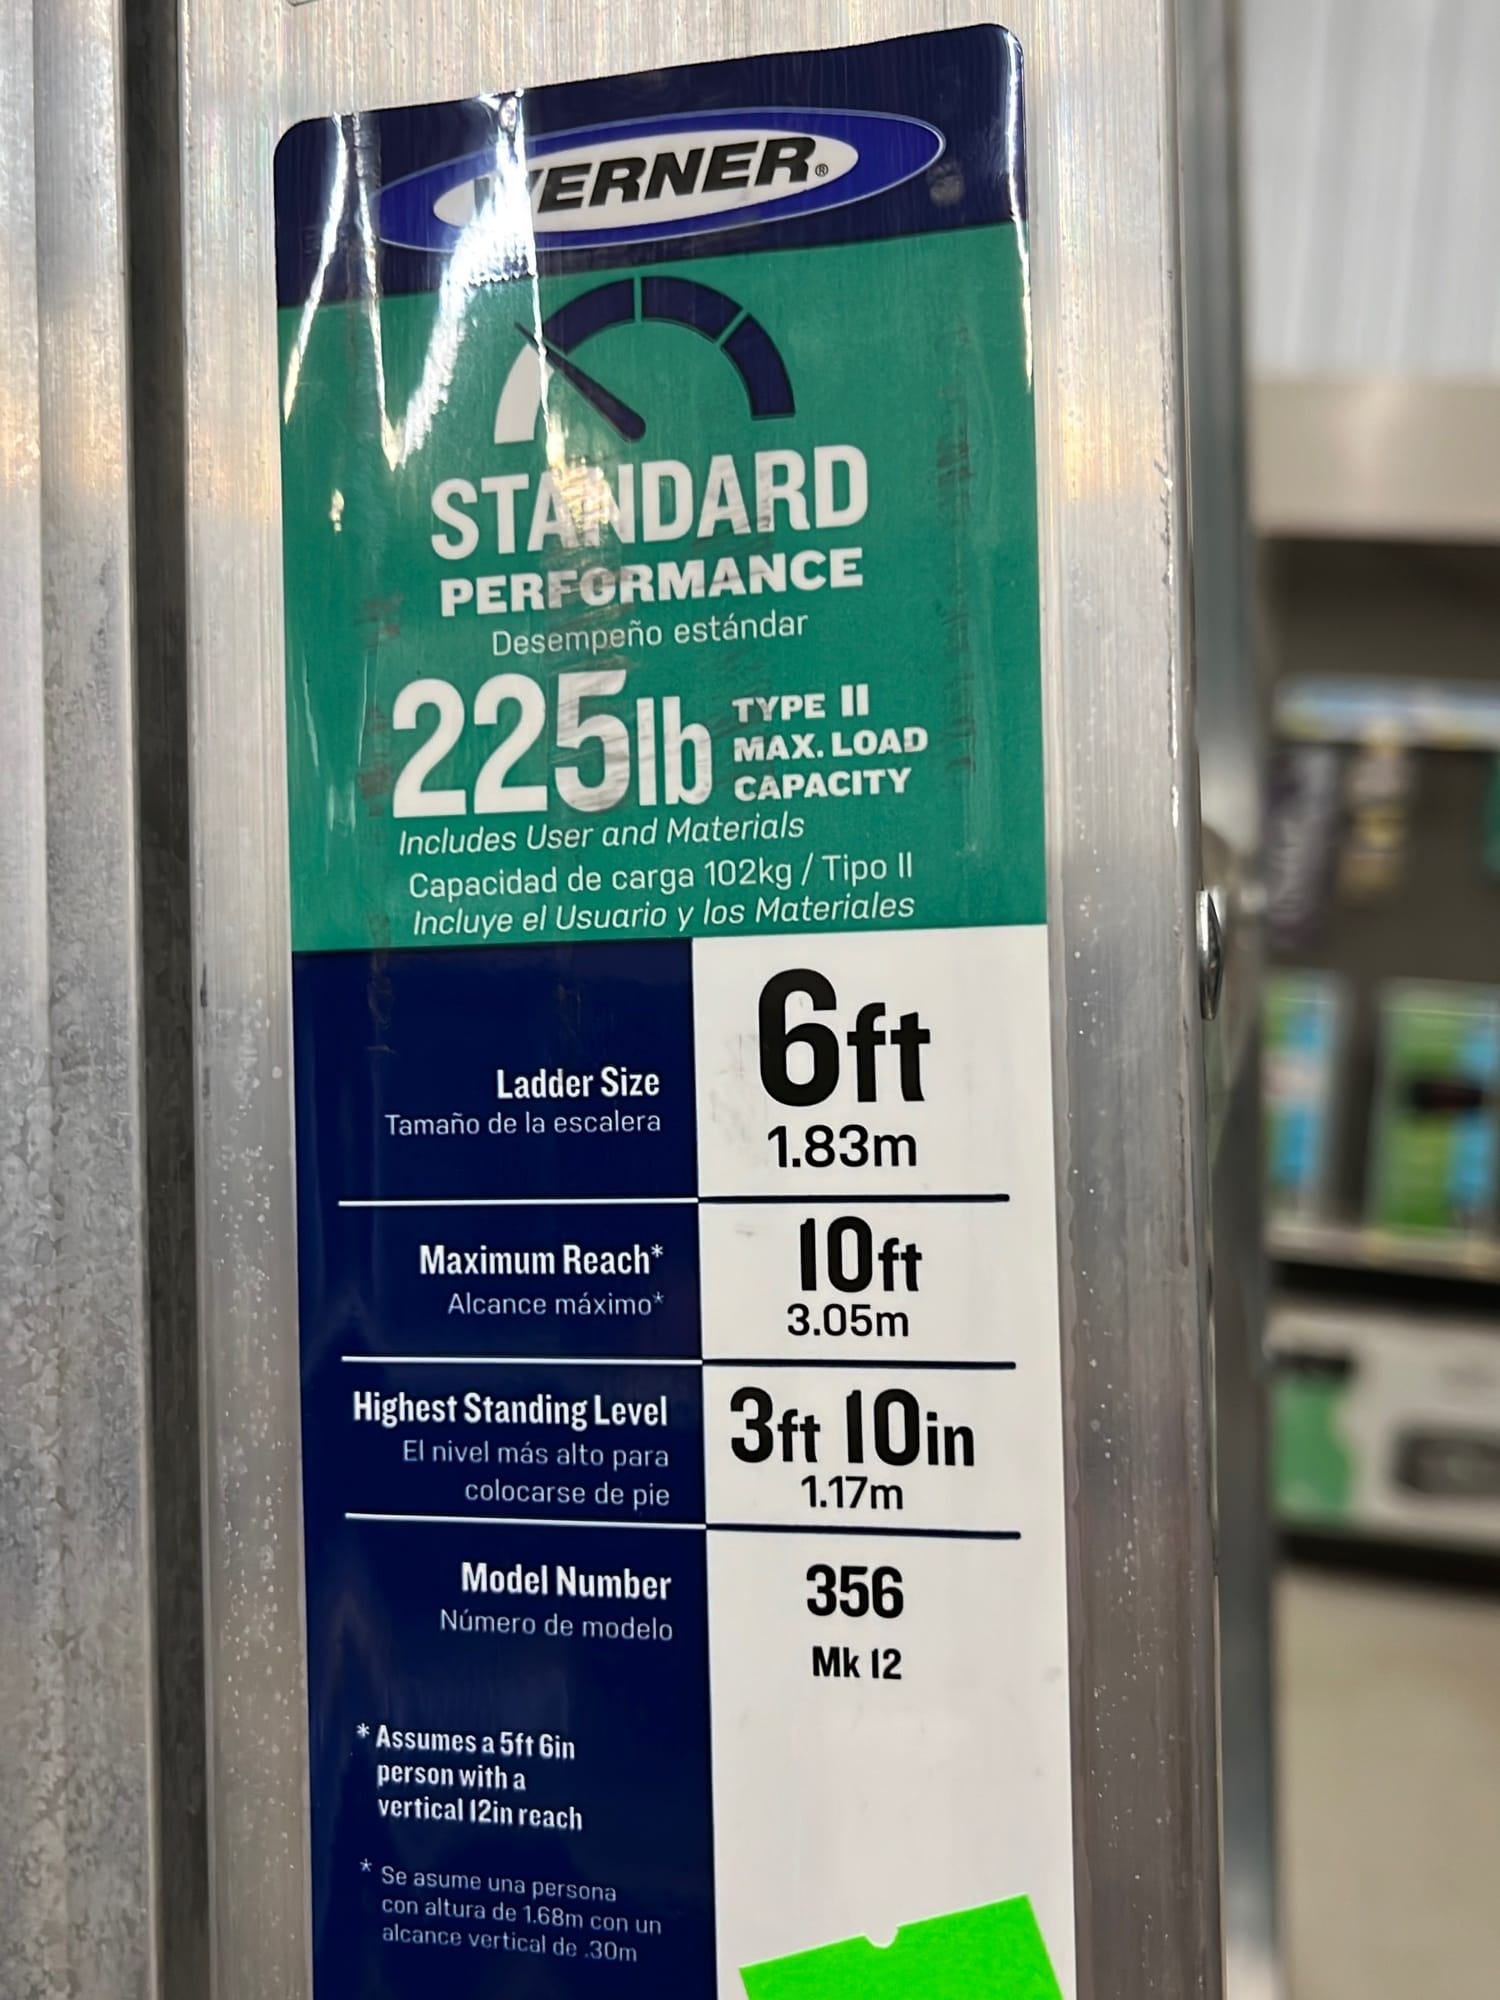 WERNER®
STANDARD
PERFORMANCE
Desempeño estándar
225lb TYPE II
MAX. LOAD
CAPACITY
Includes User and Materials
Capacidad de carga 102kg / Tipo II
Incluye el Usuario y los Materiales
Ladder Size 6ft
Tamaño de la escalera 1.83m
Maximum Reach* 10ft
Alcance máximo* 3.05m
Highest Standing Level 3ft 10in
El nivel más alto para
colocarse de pie 1.17m
Model Number 356
Número de modelo Mk 12
* Assumes a 5ft 6in
person with a
vertical 12in reach
* Se asume una persona
con altura de 1.68m con un
alcance vertical de .30m